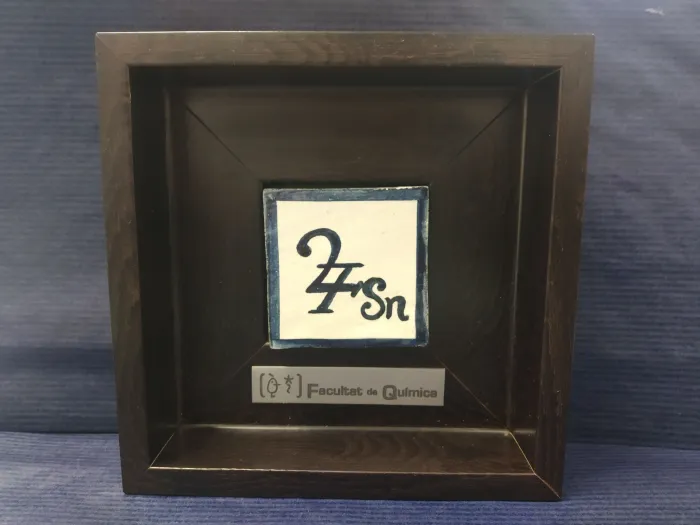 ♃ Sn
Facultat de Química